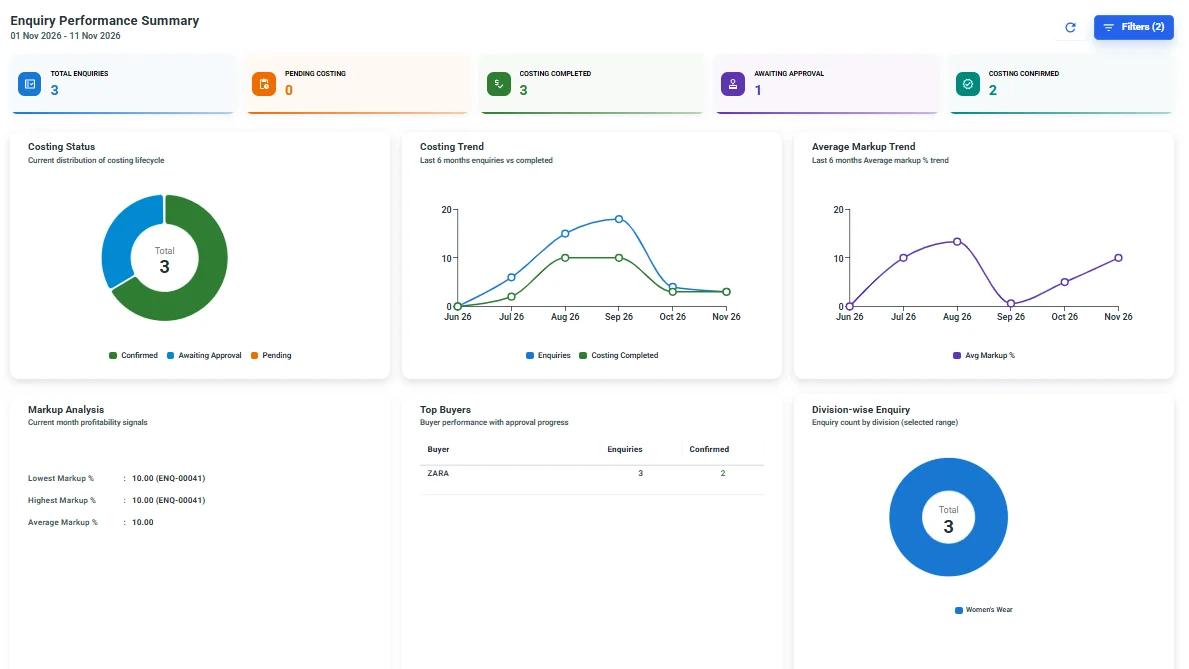 Enquiry Performance Summary
01 Nov 2026 - 11 Nov 2026
Filters (2)
TOTAL ENQUIRIES
3
PENDING COSTING
0
COSTING COMPLETED
3
AWAITING APPROVAL
1
COSTING CONFIRMED
2
Costing Status
Current distribution of costing lifecycle
Total
3
Confirmed Awaiting Approval Pending
Costing Trend
Last 6 months enquiries vs completed
20
10
0
Jun 26 Jul 26 Aug 26 Sep 26 Oct 26 Nov 26
Enquiries Costing Completed
Average Markup Trend
Last 6 months Average markup % trend
20
10
0
Jun 26 Jul 26 Aug 26 Sep 26 Oct 26 Nov 26
Avg Markup %
Markup Analysis
Current month profitability signals
Lowest Markup % : 10.00 (ENQ-00041)
Highest Markup % : 10.00 (ENQ-00041)
Average Markup % : 10.00
Top Buyers
Buyer performance with approval progress
Buyer Enquiries Confirmed
ZARA 3 2
Division-wise Enquiry
Enquiry count by division (selected range)
Total
3
Women's Wear